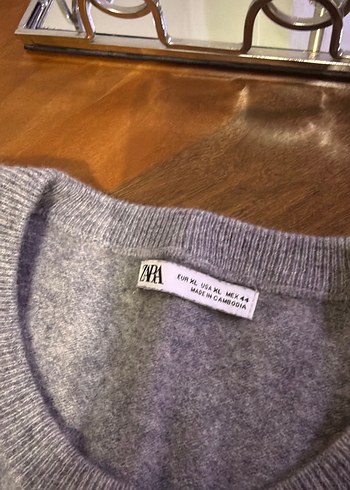 ZARA
EUR XL USA XL MEX 44
MADE IN CAMBODIA